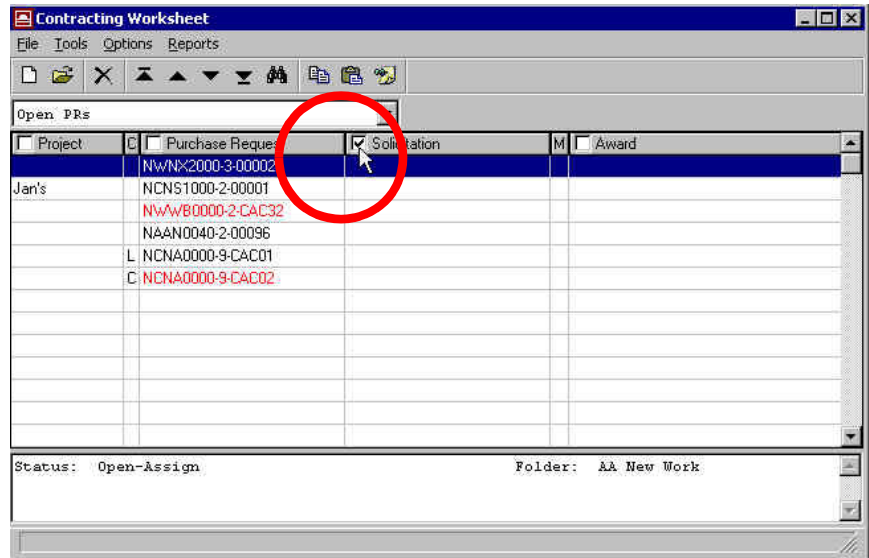 Contracting Worksheet
File Tools Options Reports
Open PRs
Project C Purchase Reques Solicitation M Award
NWNX2000-3-00002
Jan's NCNS1000-2-00001
NWWB0000-2-CAC32
NAAN0040-2-00096
L NCNA0000-9-CAC01
C NCNA0000-9-CAC02
Status: Open-Assign Folder: AA New Work